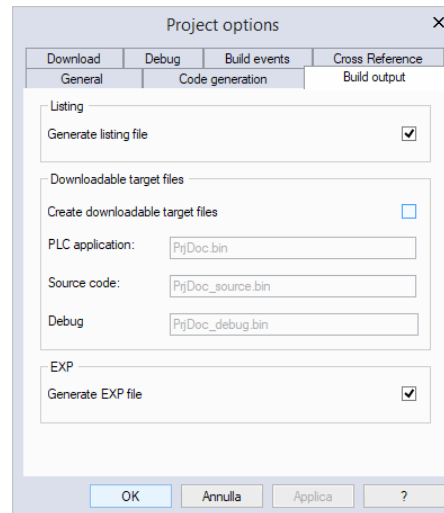 Project options
Download Debug Build events Cross Reference
General Code generation Build output
Listing
Generate listing file
Downloadable target files
Create downloadable target files
PLC application: PrjDoc.bin
Source code: PrjDoc_source.bin
Debug PrjDoc_debug.bin
EXP
Generate EXP file
OK Annulla Applica ?